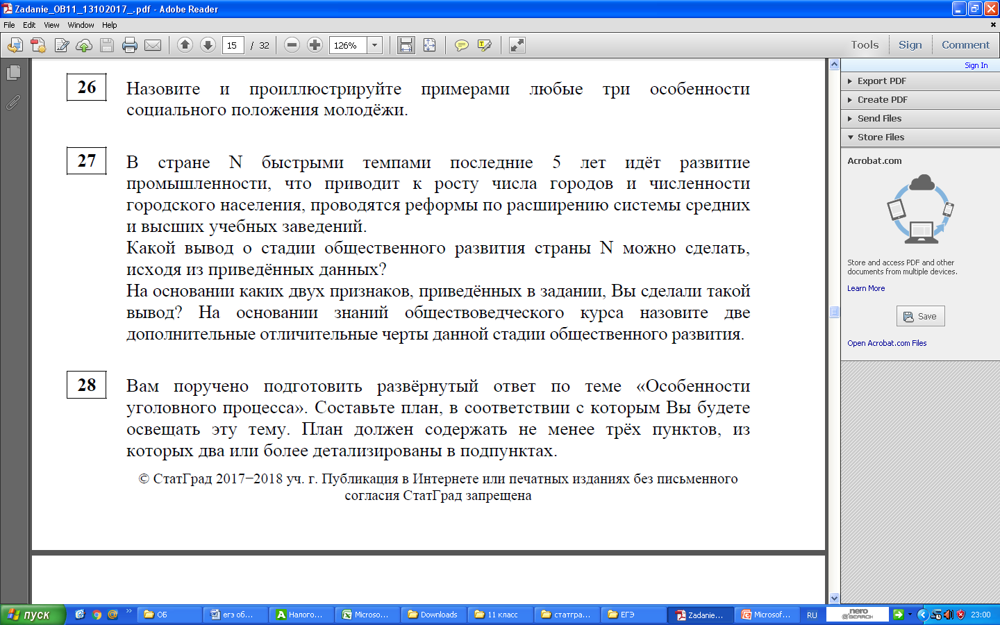 Zadanie_OB11_13102017_.pdf - Adobe Reader
File Edit View Window Help
15 / 32 126% Tools Sign Comment
Sign In
Export PDF
Create PDF
Send Files
Store Files
Acrobat.com
Store and access PDF and other
documents from multiple devices.
Learn More
Save
Open Acrobat.com Files
26 Назовите и проиллюстрируйте примерами любые три особенности
социального положения молодёжи.
27 В стране N быстрыми темпами последние 5 лет идёт развитие
промышленности, что приводит к росту числа городов и численности
городского населения, проводятся реформы по расширению системы средних
и высших учебных заведений.
Какой вывод о стадии общественного развития страны N можно сделать,
исходя из приведённых данных?
На основании каких двух признаков, приведённых в задании, Вы сделали такой
вывод? На основании знаний обществоведческого курса назовите две
дополнительные отличительные черты данной стадии общественного развития.
28 Вам поручено подготовить развёрнутый ответ по теме «Особенности
уголовного процесса». Составьте план, в соответствии с которым Вы будете
освещать эту тему. План должен содержать не менее трёх пунктов, из
которых два или более детализированы в подпунктах.
© СтатГрад 2017−2018 уч. г. Публикация в Интернете или печатных изданиях без письменного
согласия СтатГрад запрещена
пуск ОБ егэ об... Налого... Microso... Downloads 11 класс статгра... ЕГЭ Zadanie... Microsof... RU nero SEARCH 23:00